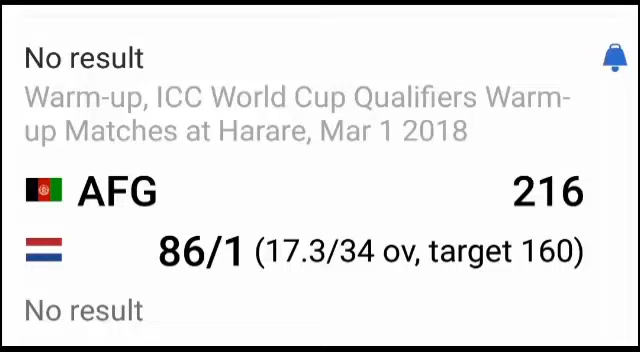 No result
Warm-up, ICC World Cup Qualifiers Warm-
up Matches at Harare, Mar 1 2018
AFG 216
86/1 (17.3/34 ov, target 160)
No result